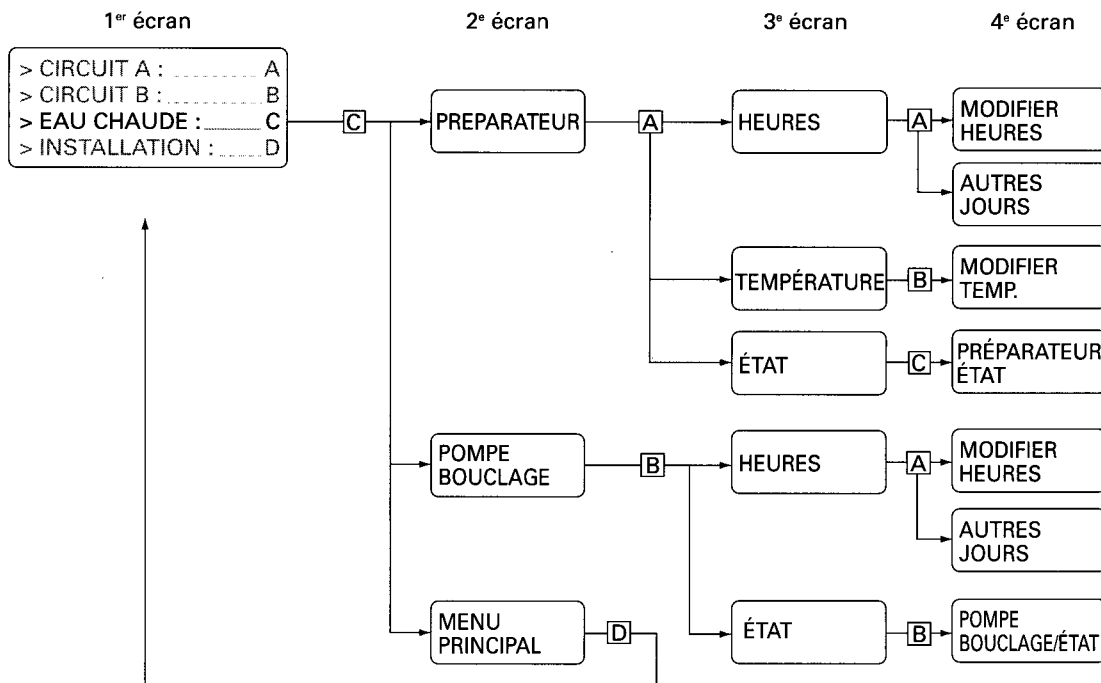 1er écran
2e écran
3e écran
4e écran
> CIRCUIT A : ............ A
> CIRCUIT B : ............ B
> EAU CHAUDE : ______ C
> INSTALLATION : ...... D
C
PREPARATEUR
A
HEURES
A
MODIFIER
HEURES
AUTRES
JOURS
TEMPÉRATURE
B
MODIFIER
TEMP.
ÉTAT
C
PRÉPARATEUR
ÉTAT
POMPE
BOUCLAGE
B
HEURES
A
MODIFIER
HEURES
AUTRES
JOURS
MENU
PRINCIPAL
D
ÉTAT
B
POMPE
BOUCLAGE/ÉTAT